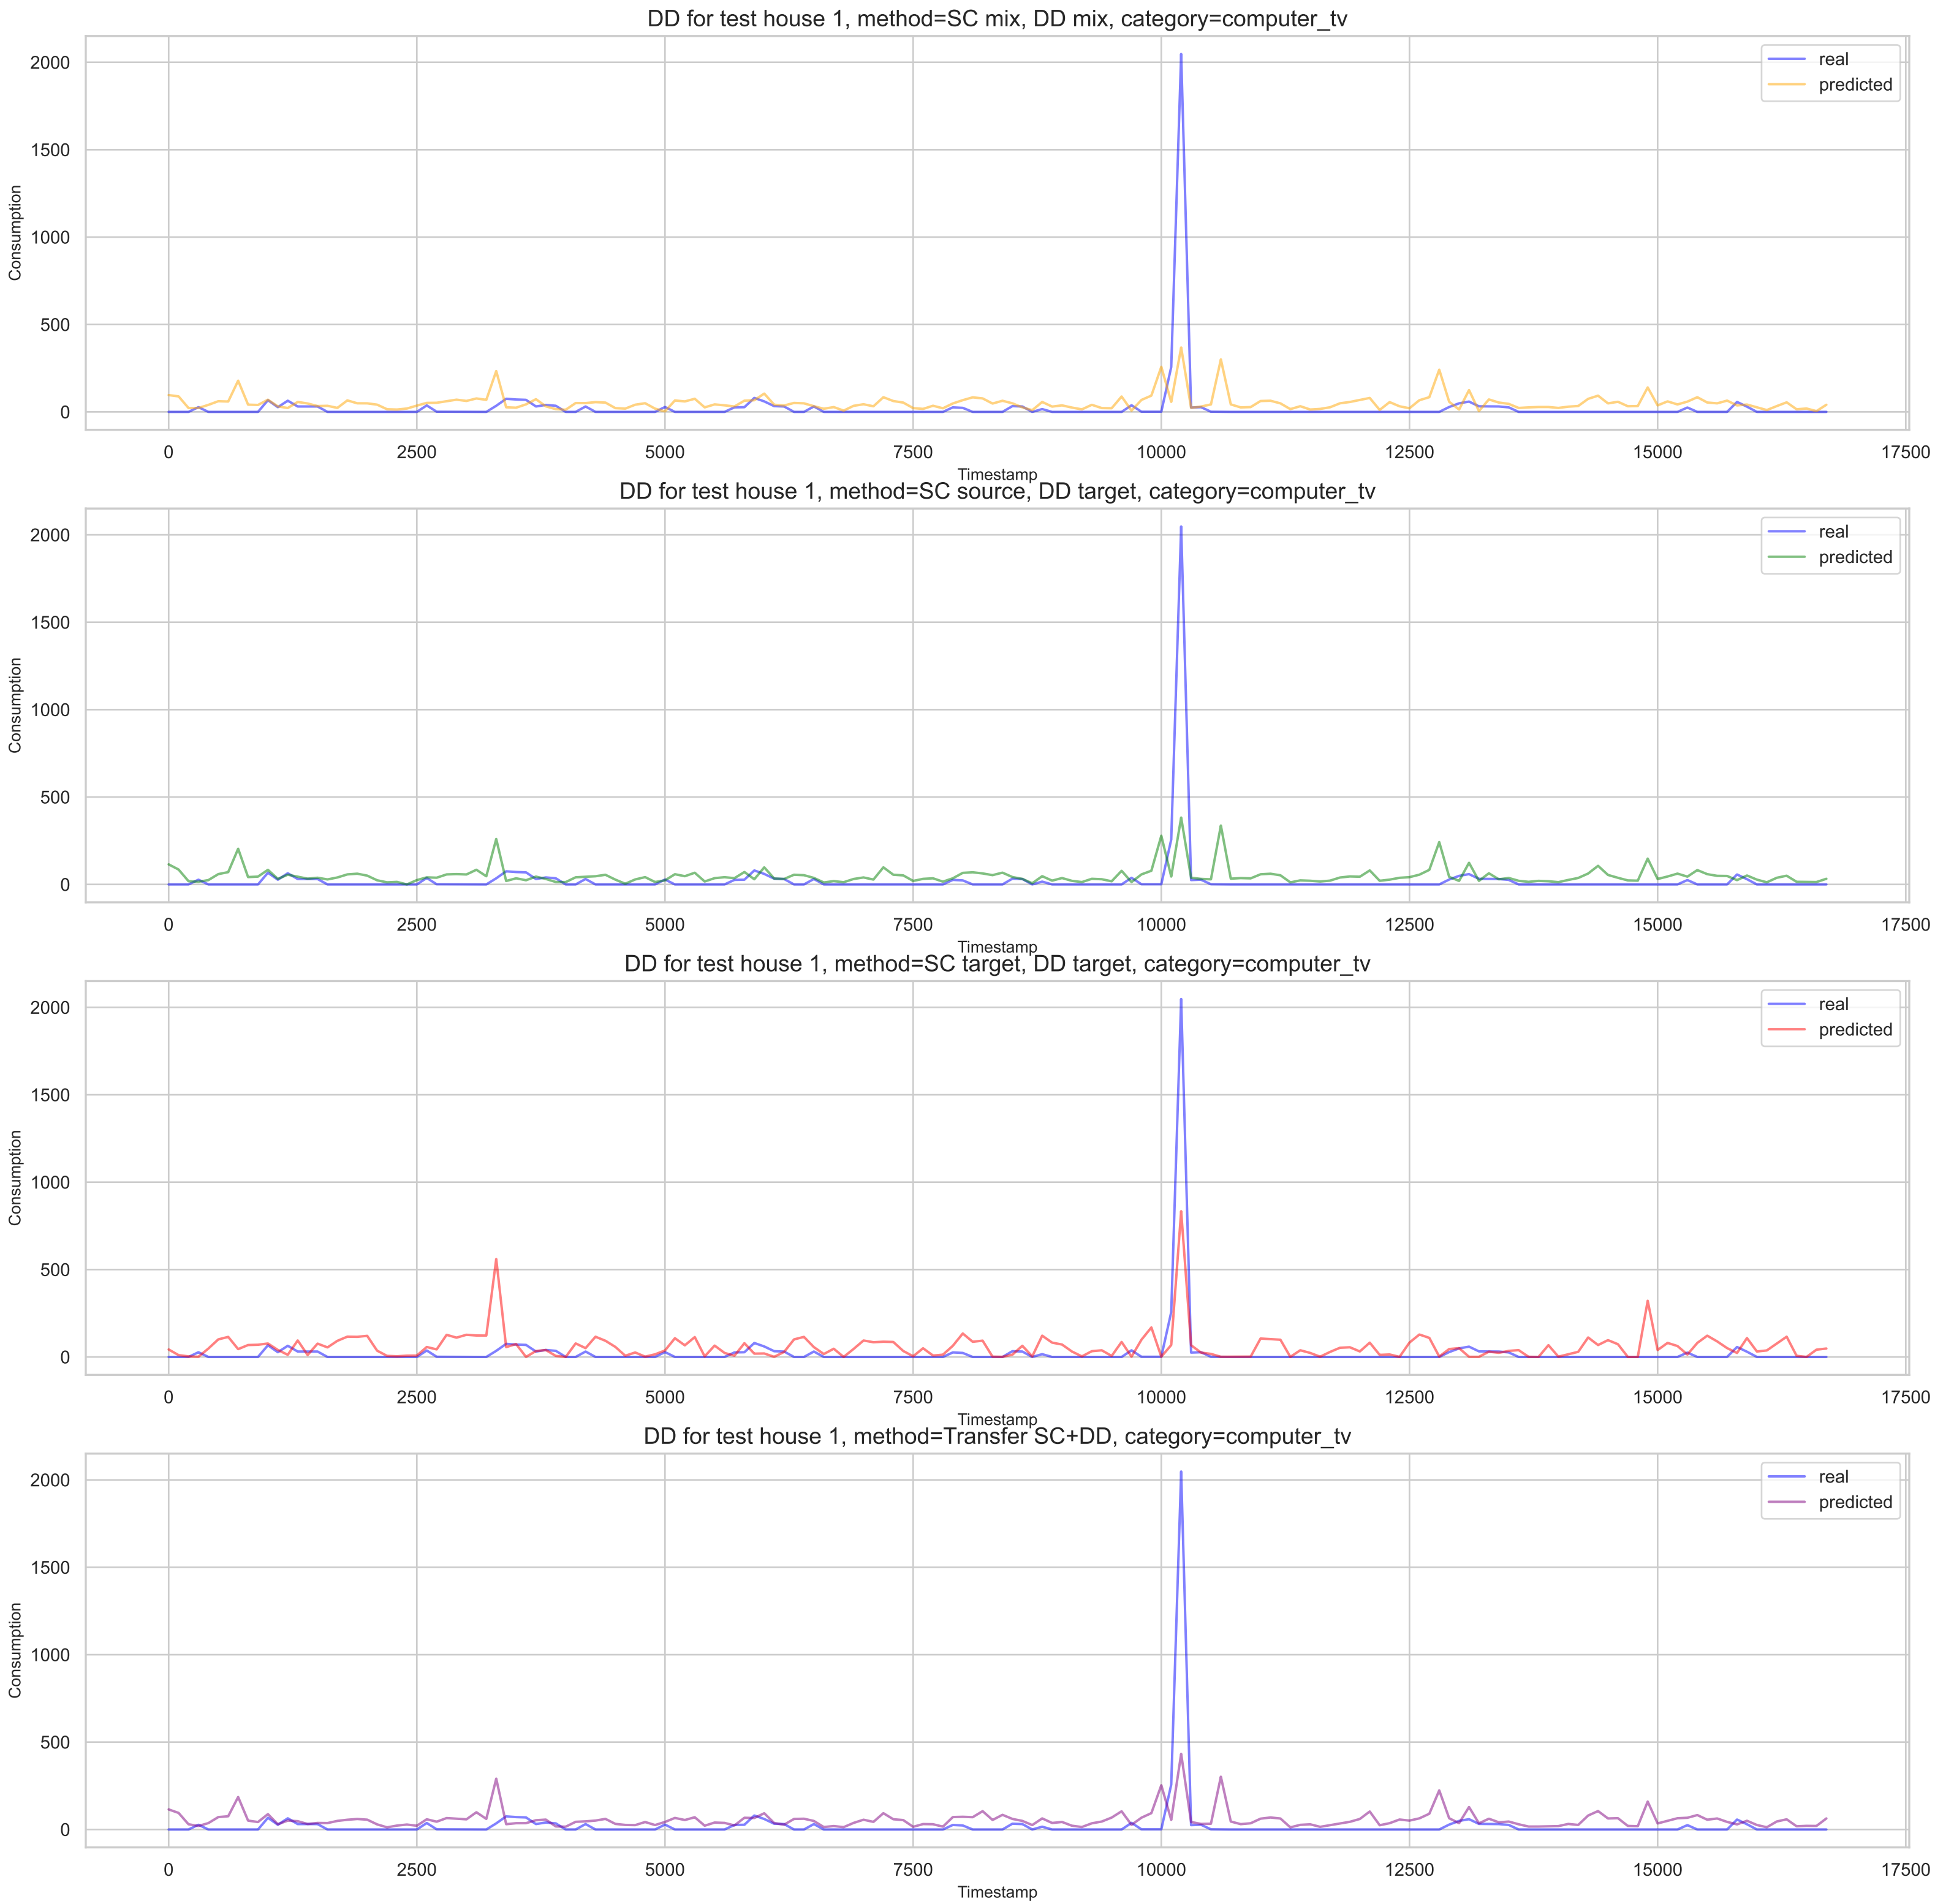 DD for test house 1, method=SC mix, DD mix, category=computer_tv
2000
1500
1000
500
0
Consumption
real
predicted
0 2500 5000 7500 10000 12500 15000 17500
Timestamp
DD for test house 1, method=SC source, DD target, category=computer_tv
2000
1500
1000
500
0
Consumption
real
predicted
0 2500 5000 7500 10000 12500 15000 17500
Timestamp
DD for test house 1, method=SC target, DD target, category=computer_tv
2000
1500
1000
500
0
Consumption
real
predicted
0 2500 5000 7500 10000 12500 15000 17500
Timestamp
DD for test house 1, method=Transfer SC+DD, category=computer_tv
2000
1500
1000
500
0
Consumption
real
predicted
0 2500 5000 7500 10000 12500 15000 17500
Timestamp